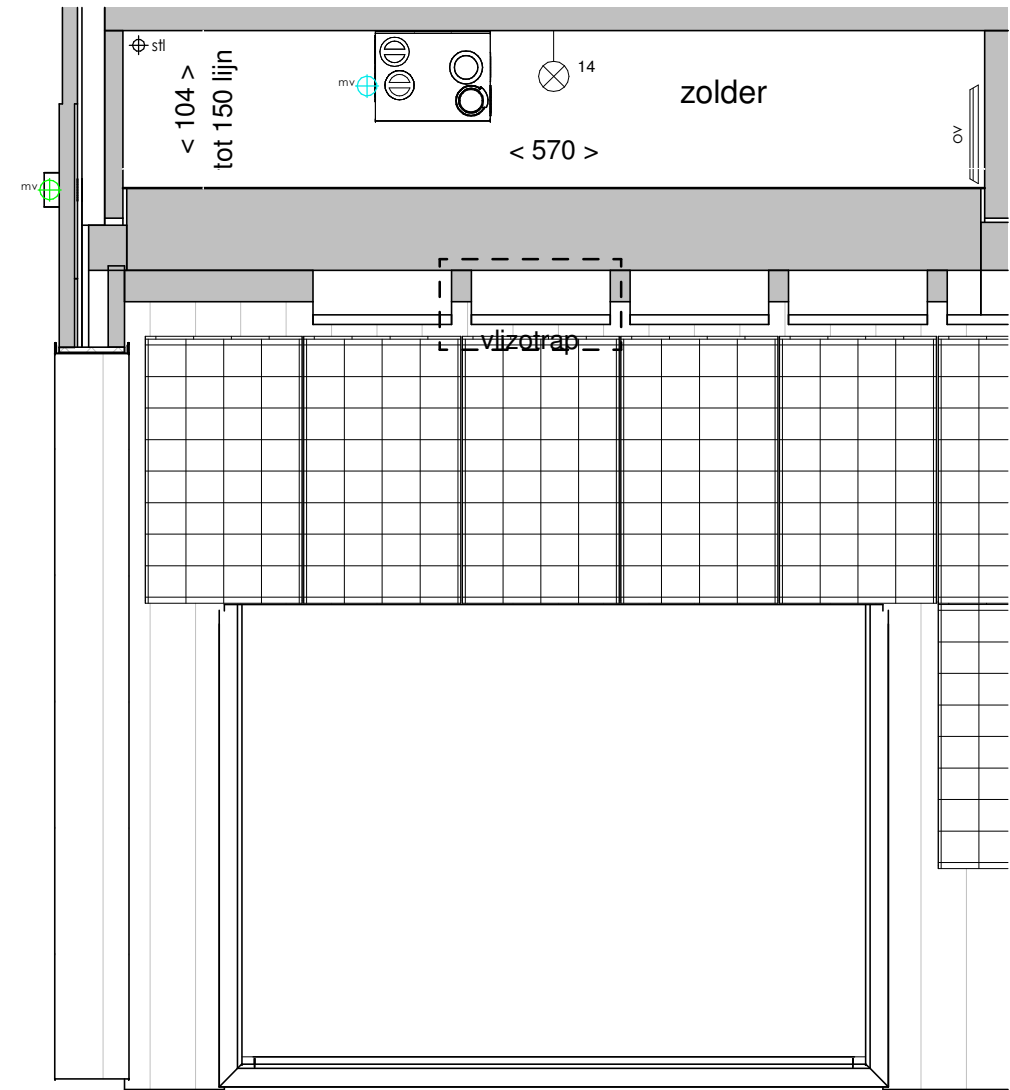 stl
< 104 >
tot 150 lijn
mv
14
zolder
< 570 >
ov
mv
vlizotrap